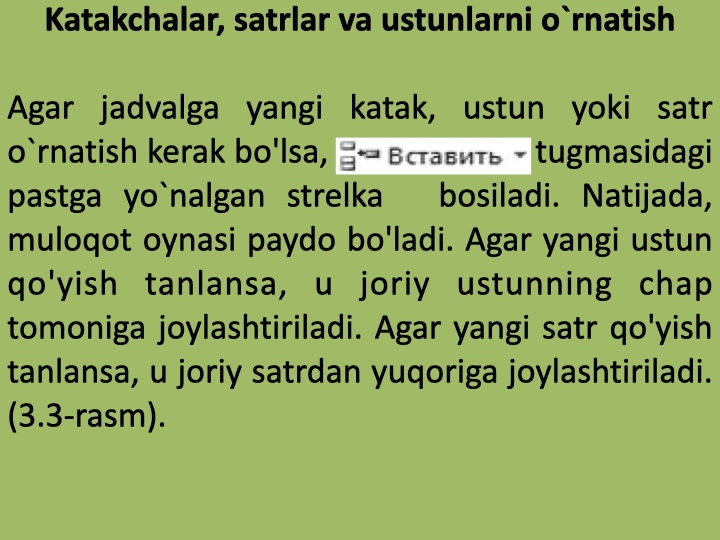 Katakchalar, satrlar va ustunlarni o`rnatish
Agar jadvalga yangi katak, ustun yoki satr
o`rnatish kerak bo'lsa, Вставить tugmasidagi
pastga yo`nalgan strelka bosiladi. Natijada,
muloqot oynasi paydo bo'ladi. Agar yangi ustun
qo'yish tanlansa, u joriy ustunning chap
tomoniga joylashtiriladi. Agar yangi satr qo'yish
tanlansa, u joriy satrdan yuqoriga joylashtiriladi.
(3.3-rasm).